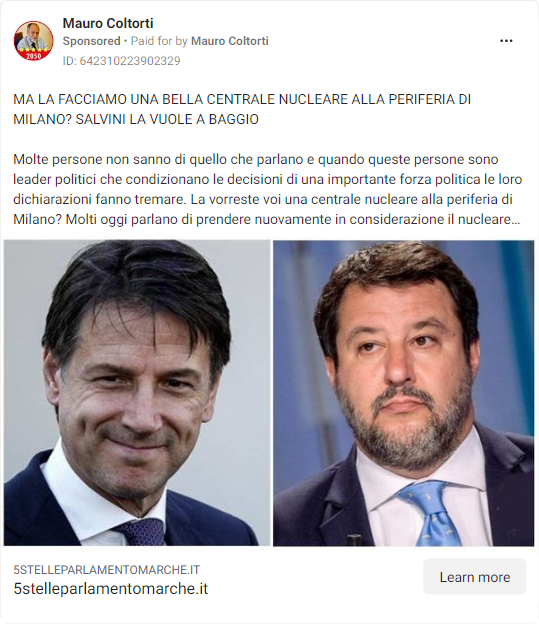 Mauro Coltorti
Sponsored • Paid for by Mauro Coltorti
ID: 642310223902329
2050
MA LA FACCIAMO UNA BELLA CENTRALE NUCLEARE ALLA PERIFERIA DI
MILANO? SALVINI LA VUOLE A BAGGIO
Molte persone non sanno di quello che parlano e quando queste persone sono
leader politici che condizionano le decisioni di una importante forza politica le loro
dichiarazioni fanno tremare. La vorreste voi una centrale nucleare alla periferia di
Milano? Molti oggi parlano di prendere nuovamente in considerazione il nucleare...
5STELLEPARLAMENTOMARCHE.IT
5stelleparlamentomarche.it
Learn more